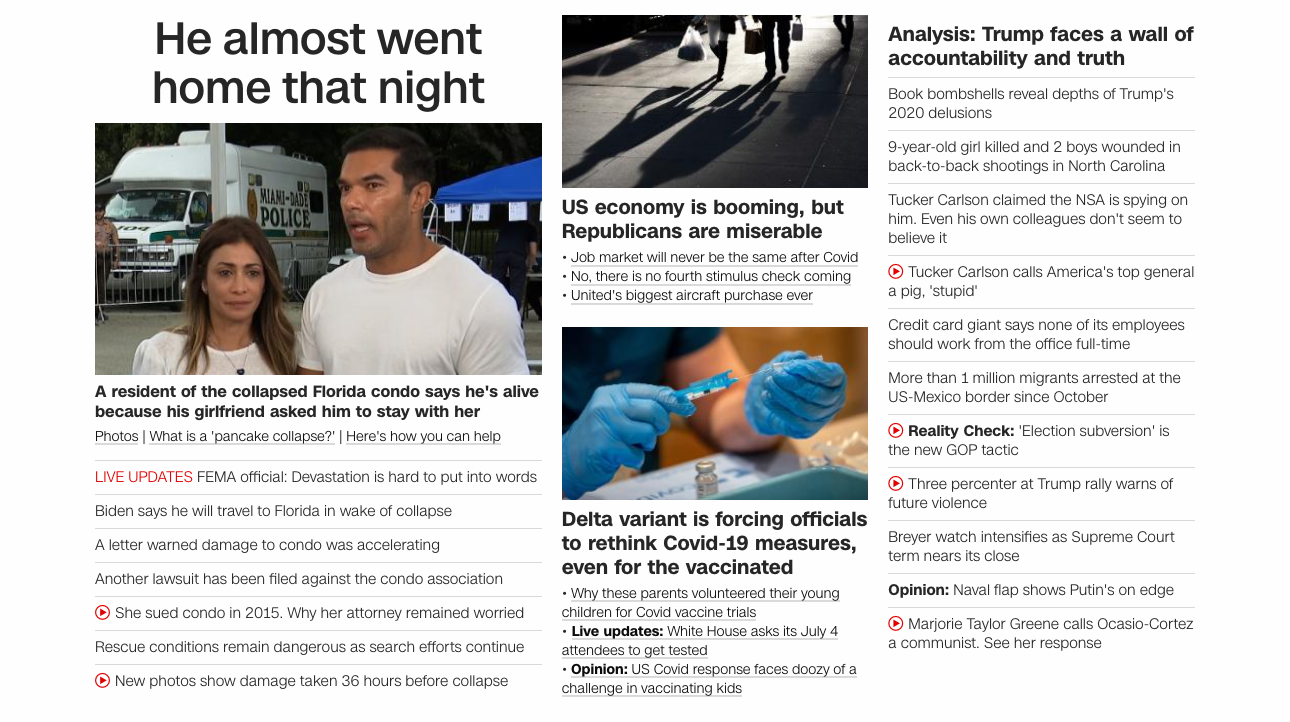 He almost went
home that night
MIAMI-DADE
POLICE
A resident of the collapsed Florida condo says he's alive
because his girlfriend asked him to stay with her
Photos | What is a 'pancake collapse?' | Here's how you can help
LIVE UPDATES FEMA official: Devastation is hard to put into words
Biden says he will travel to Florida in wake of collapse
A letter warned damage to condo was accelerating
Another lawsuit has been filed against the condo association
She sued condo in 2015. Why her attorney remained worried
Rescue conditions remain dangerous as search efforts continue
New photos show damage taken 36 hours before collapse
US economy is booming, but
Republicans are miserable
• Job market will never be the same after Covid
• No, there is no fourth stimulus check coming
• United's biggest aircraft purchase ever
Delta variant is forcing officials
to rethink Covid-19 measures,
even for the vaccinated
• Why these parents volunteered their young
children for Covid vaccine trials
• Live updates: White House asks its July 4
attendees to get tested
• Opinion: US Covid response faces doozy of a
challenge in vaccinating kids
Analysis: Trump faces a wall of
accountability and truth
Book bombshells reveal depths of Trump's
2020 delusions
9-year-old girl killed and 2 boys wounded in
back-to-back shootings in North Carolina
Tucker Carlson claimed the NSA is spying on
him. Even his own colleagues don't seem to
believe it
Tucker Carlson calls America's top general
a pig, 'stupid'
Credit card giant says none of its employees
should work from the office full-time
More than 1 million migrants arrested at the
US-Mexico border since October
Reality Check: 'Election subversion' is
the new GOP tactic
Three percenter at Trump rally warns of
future violence
Breyer watch intensifies as Supreme Court
term nears its close
Opinion: Naval flap shows Putin's on edge
Marjorie Taylor Greene calls Ocasio-Cortez
a communist. See her response